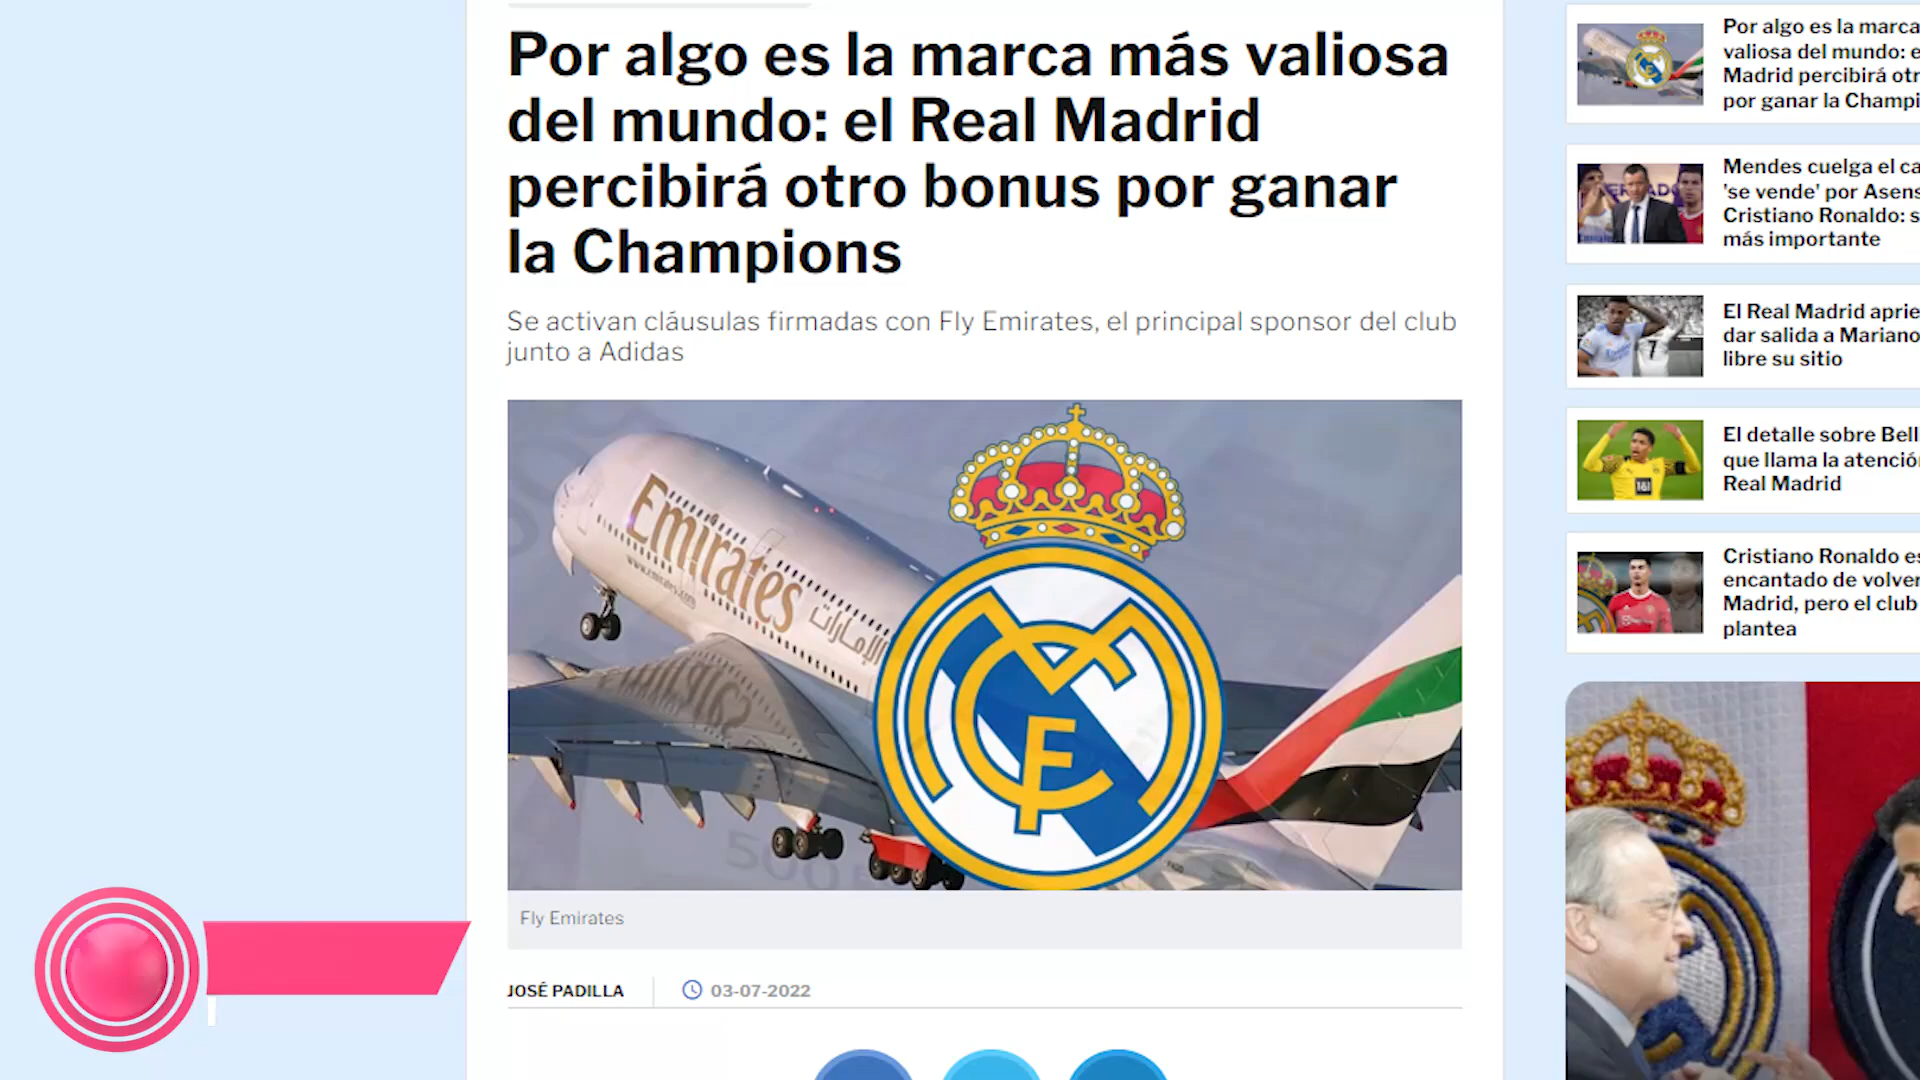 Por algo es la marca más valiosa
del mundo: el Real Madrid
percibirá otro bonus por ganar
la Champions
Se activan cláusulas firmadas con Fly Emirates, el principal sponsor del club
junto a Adidas
Emirates
www.emirates.com
الإمارات
Fly Emirates
JOSÉ PADILLA
03-07-2022
Por algo es la marca
valiosa del mundo: e
Madrid percibirá otr
por ganar la Champi
Mendes cuelga el ca
'se vende' por Asens
Cristiano Ronaldo: s
más importante
El Real Madrid aprie
dar salida a Mariano
libre su sitio
7
El detalle sobre Bell
que llama la atención
Real Madrid
Cristiano Ronaldo es
encantado de volver
Madrid, pero el club
plantea